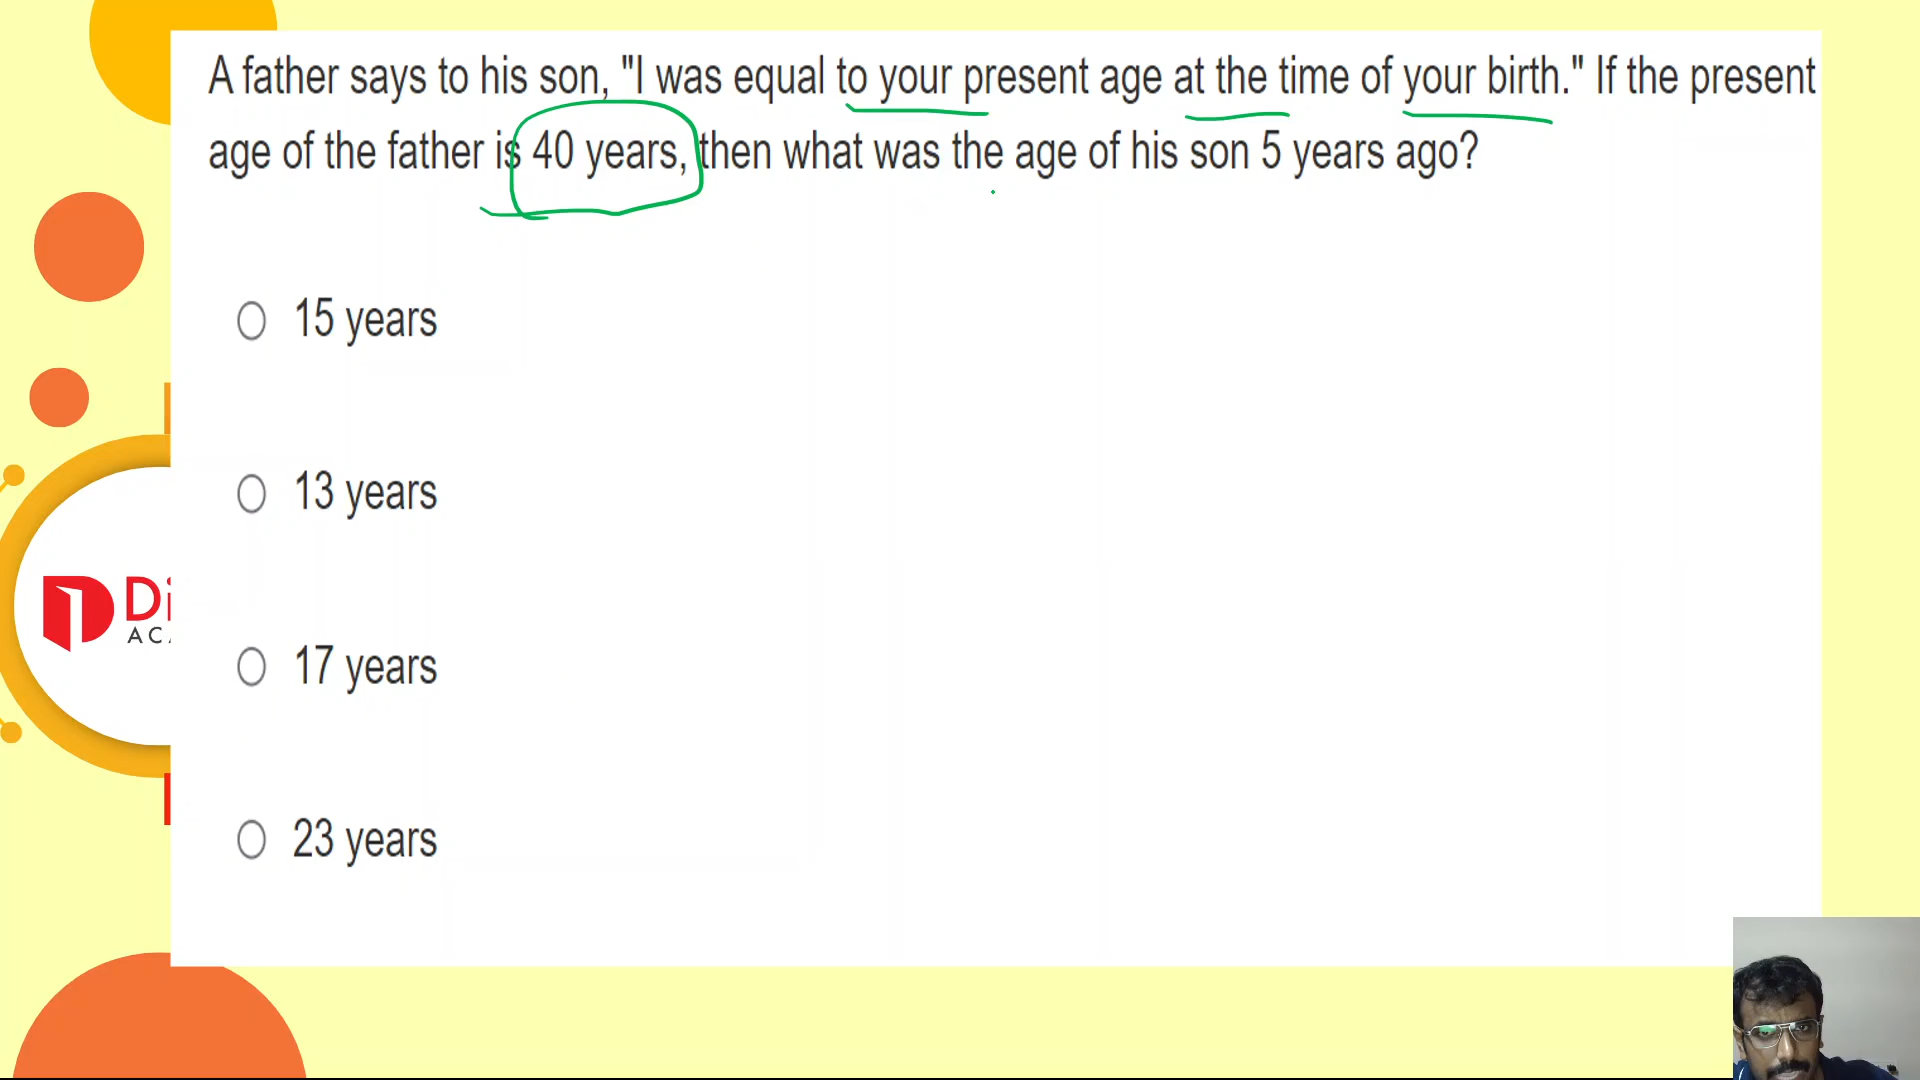 A father says to his son, "I was equal to your present age at the time of your birth." If the present
age of the father is 40 years, then what was the age of his son 5 years ago?
15 years
13 years
17 years
23 years
Di
ACA